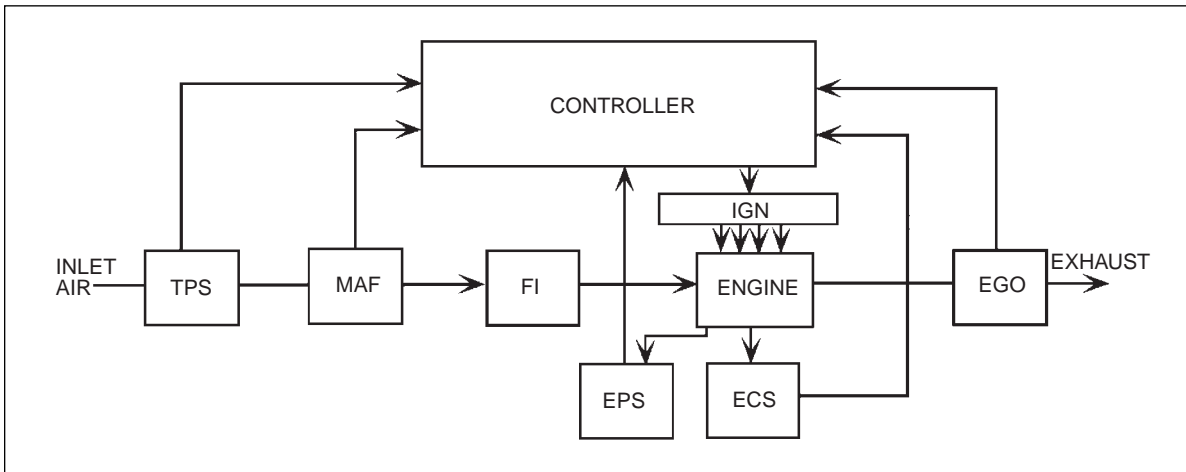 CONTROLLER
IGN
INLET
AIR
TPS
MAF
FI
ENGINE
EGO
EXHAUST
EPS
ECS